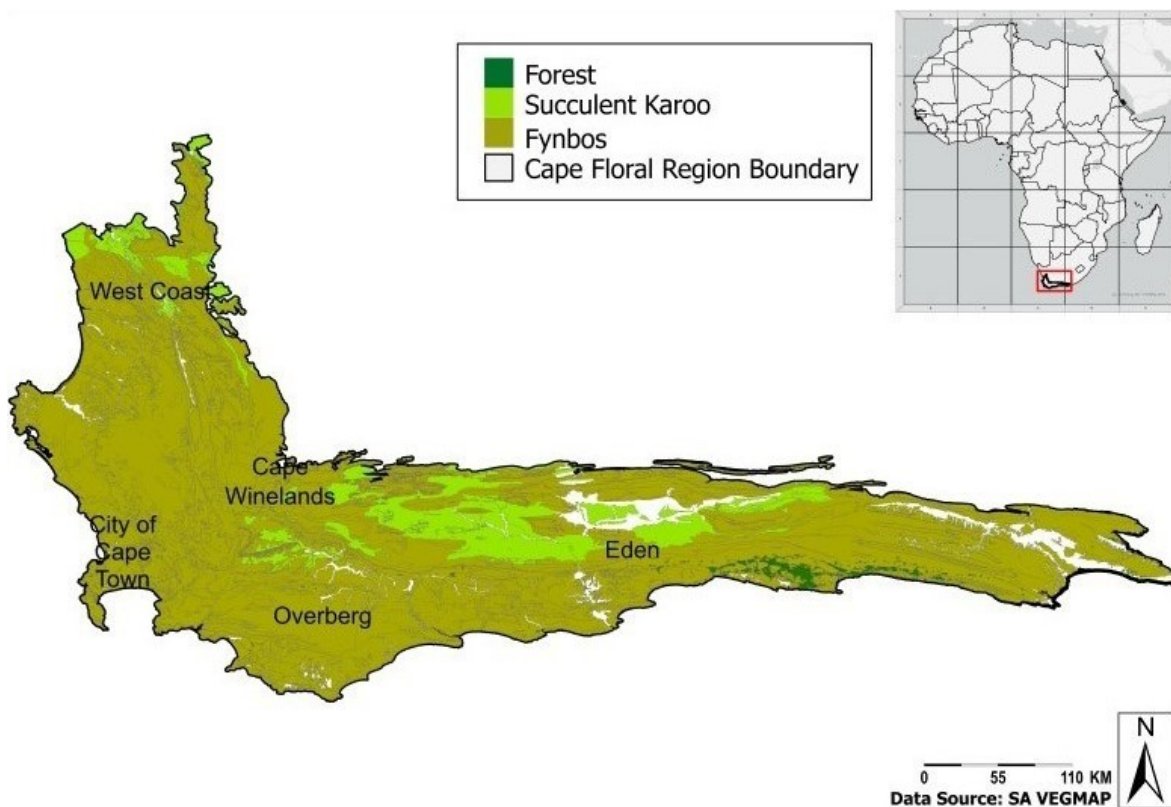 Forest
Succulent Karoo
Fynbos
Cape Floral Region Boundary
West Coast
Cape
Winelands
City of
Cape
Town
Eden
Overberg
N
0 55 110 KM
Data Source: SA VEGMAP